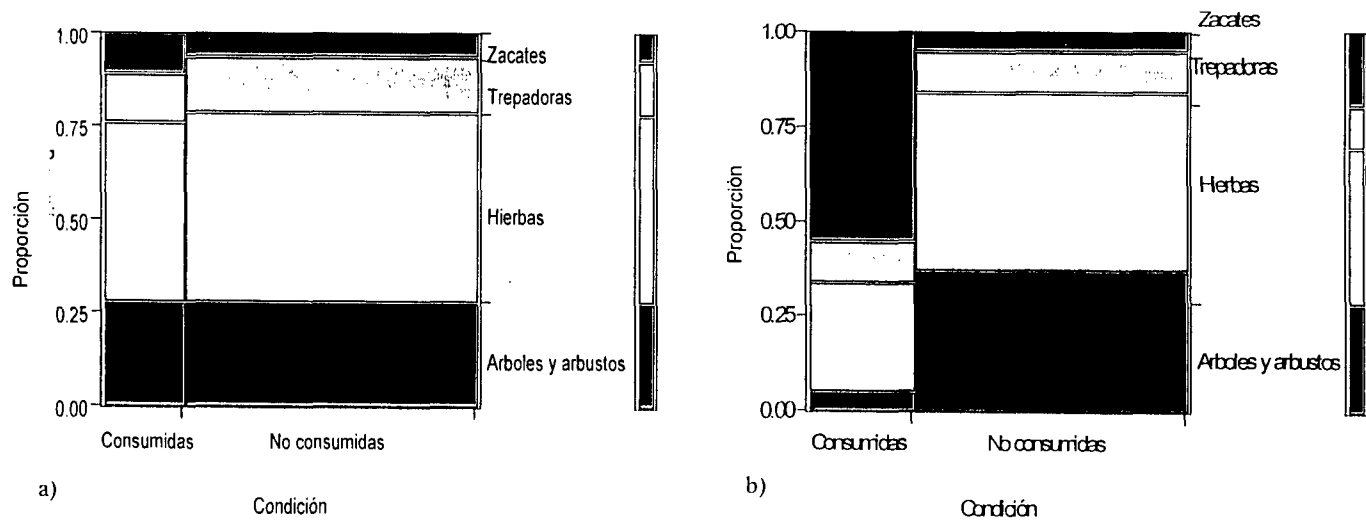 1.00
0.75
0.50
0.25
0.00
Proporción
Zacates
Trepadoras
Hierbas
Arboles y arbustos
Consumidas No consumidas
a)
Condición
1.00
0.75
0.50
0.25
0.00
Proporción
Zacates
Trepadoras
Hierbas
Arboles y arbustos
Consumidas No consumidas
b)
Condición